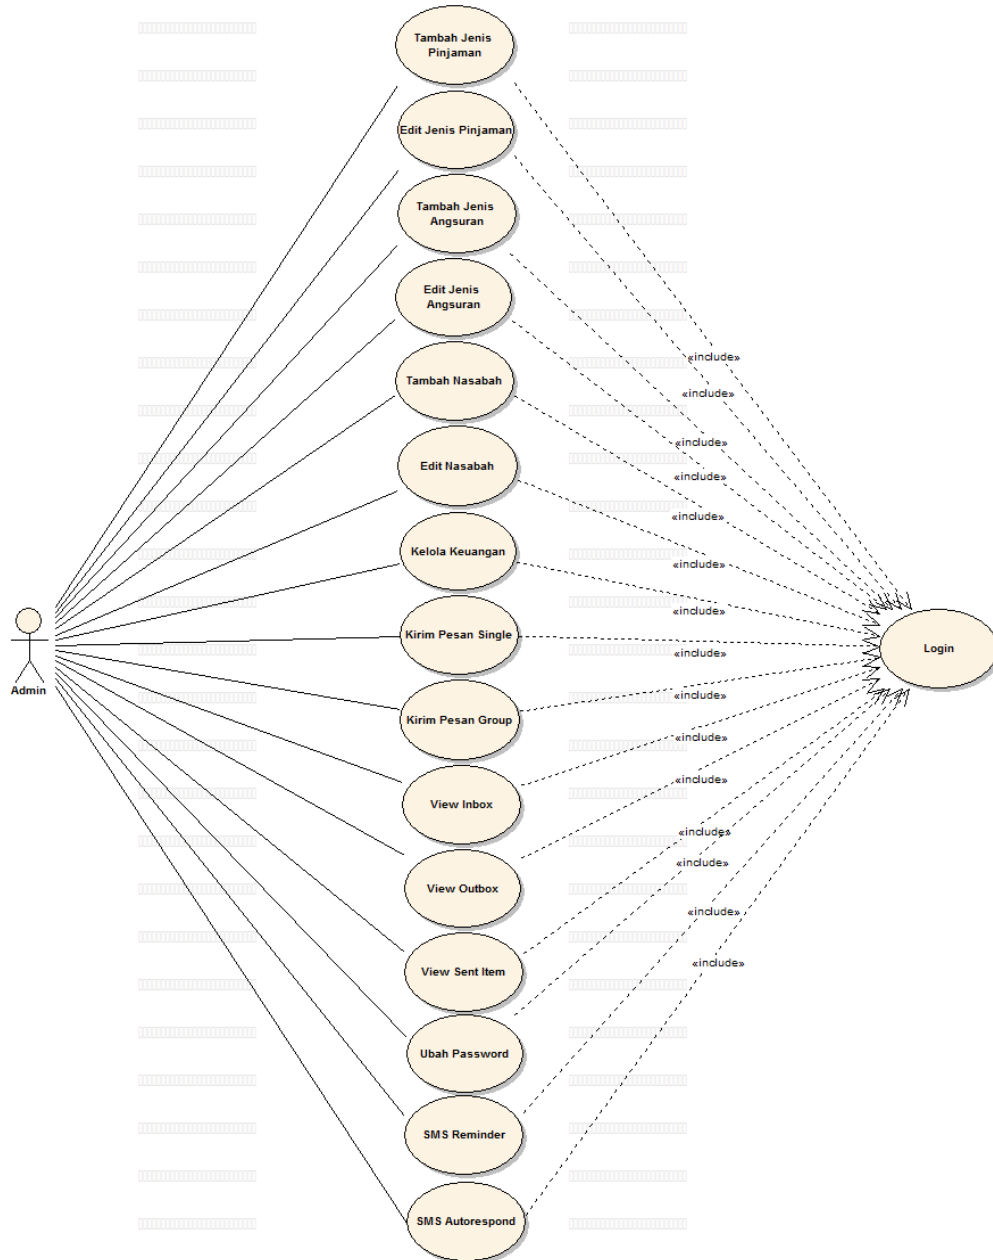 Tambah Jenis
Pinjaman
Edit Jenis Pinjaman
Tambah Jenis
Angsuran
Edit Jenis
Angsuran
«include»
Tambah Nasabah
«include»
«include»
Edit Nasabah
«include»
«include»
Kelola Keuangan
«include»
«include»
Kirim Pesan Single
Login
«include»
Admin
«include»
Kirim Pesan Group
«include»
«include»
View Inbox
«include»
«include»
View Outbox
«include»
«include»
View Sent Item
Ubah Password
SMS Reminder
SMS Autorespond